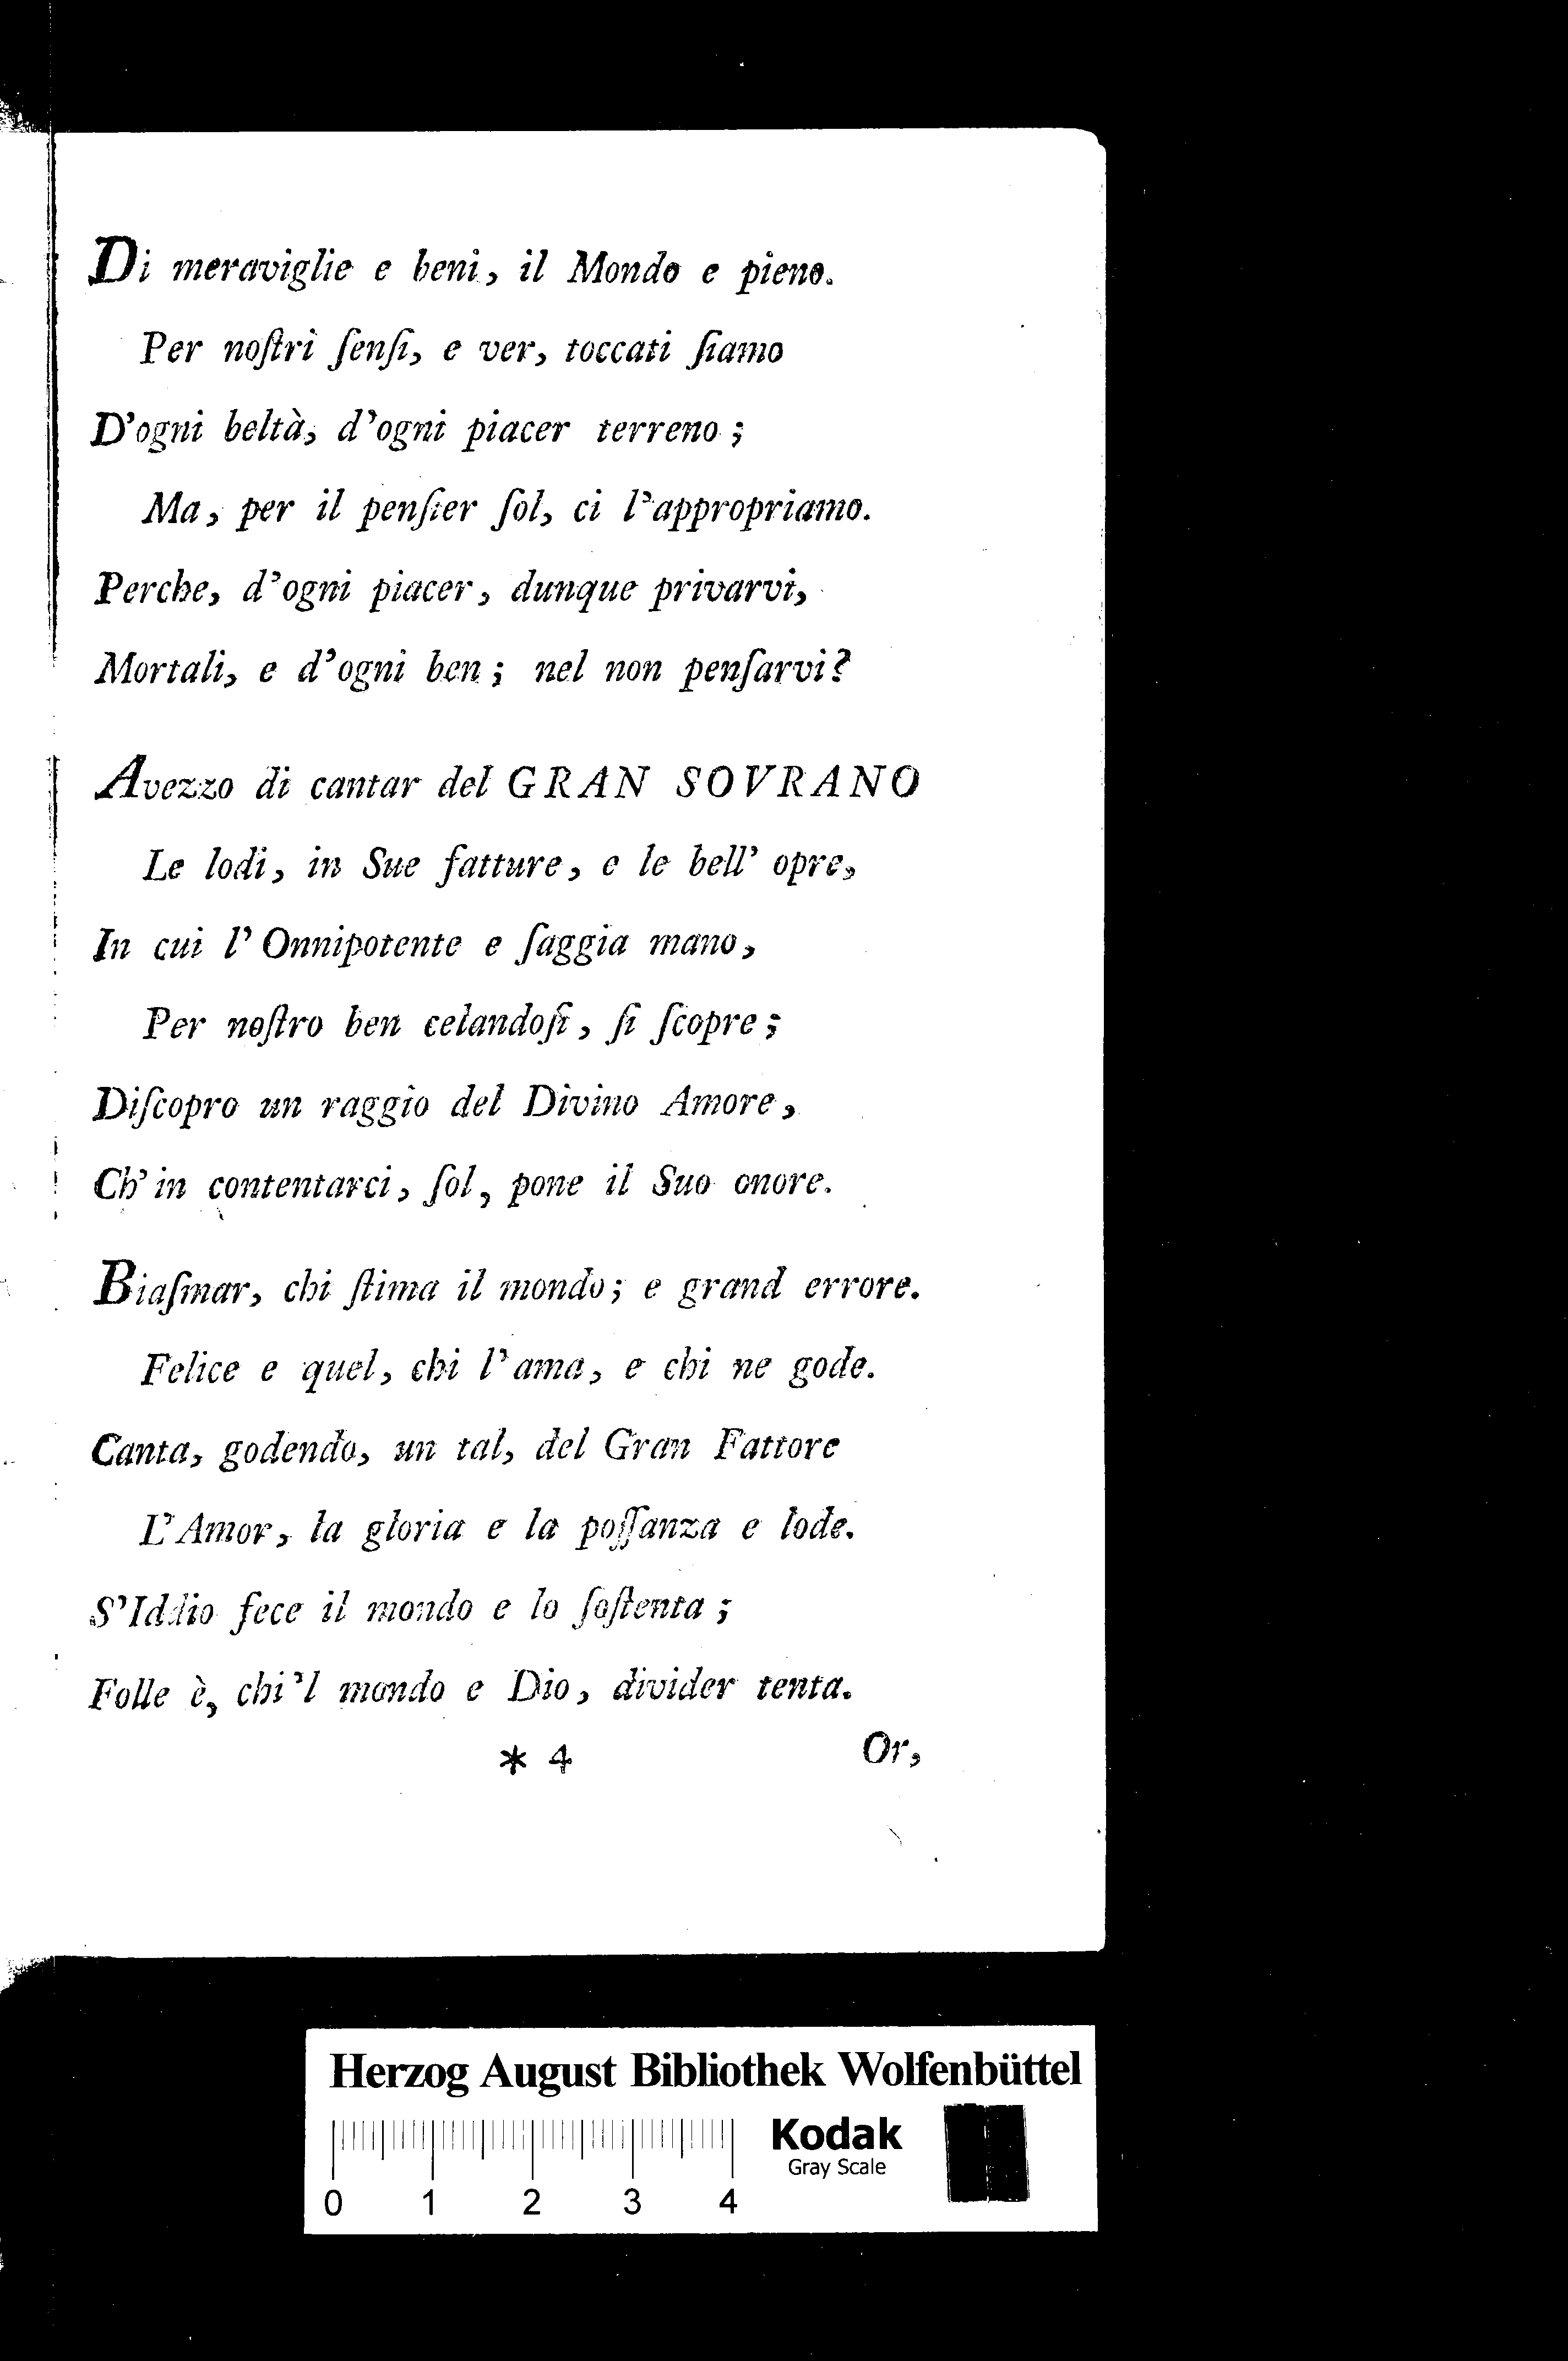 Di meraviglie e beni, il Mondo e pieno.
Per noſtri ſenſi, e ver, toccati ſiamo
D'ogni beltà, d'ogni piacer terreno;
Ma, per il penſier ſol, ci l'appropriamo.
Perche, d'ogni piacer, dunque privarvi,
Mortali, e d'ogni ben; nel non penſarvi?
Avezzo di cantar del GRAN SOVRANO
Le lodi, in Sue fatture, e le bell' opre,
In cui l' Onnipotente e ſaggia mano,
Per noſtro ben celandoſi, ſi ſcopre;
Diſcopro un raggio del Divino Amore,
Ch' in contentarci, ſol, pone il Suo onore.
Biaſmar, chi ſtima il mondo; e grand errore.
Felice e quel, chi l' ama, e chi ne gode.
Canta, godendo, un tal, del Gran Fattore
L' Amor, la gloria e la poſſanza e lode.
S' Iddio fece il mondo e lo ſoſtenta;
Folle è, chi 'l mondo e Dio, divider tenta.
* 4 Or,
Herzog August Bibliothek Wolfenbüttel
Kodak
Gray Scale
0 1 2 3 4